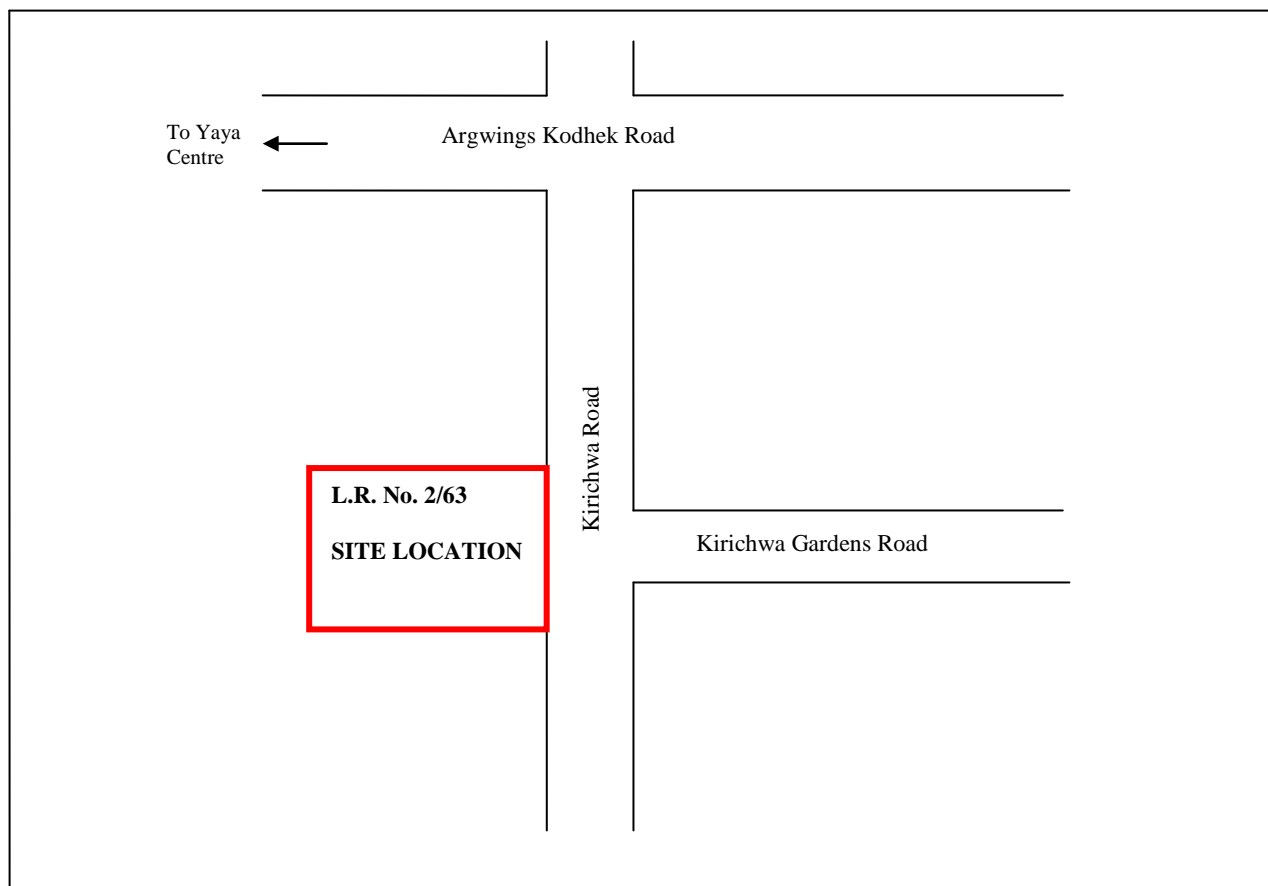 To Yaya
Centre
Argwings Kodhek Road
Kirichwa Road
L.R. No. 2/63
SITE LOCATION
Kirichwa Gardens Road